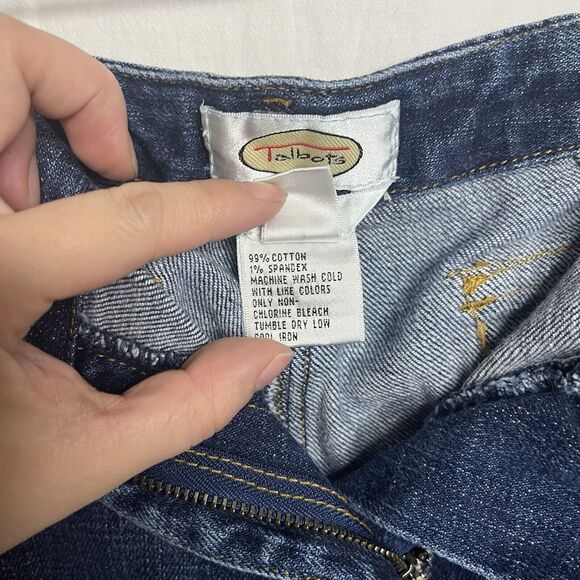 Talbots
99% COTTON
1% SPANDEX
MACHINE WASH COLD
WITH LIKE COLORS
ONLY NON-
CHLORINE BLEACH
TUMBLE DRY LOW
COOL IRON